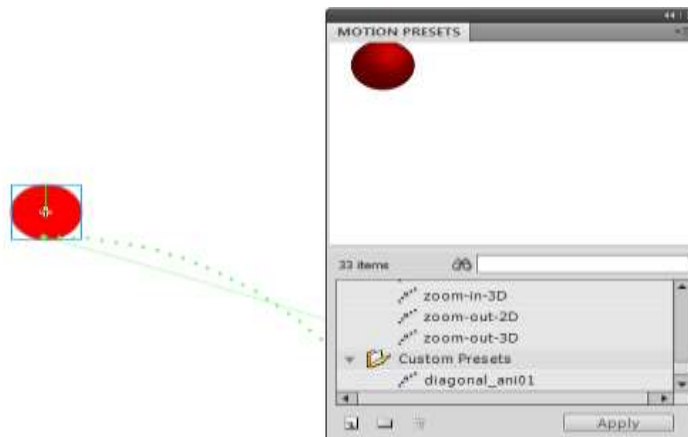 MOTION PRESETS
33 items
zoom-in-3D
zoom-out-2D
zoom-out-3D
Custom Presets
diagonal_ani01
Apply